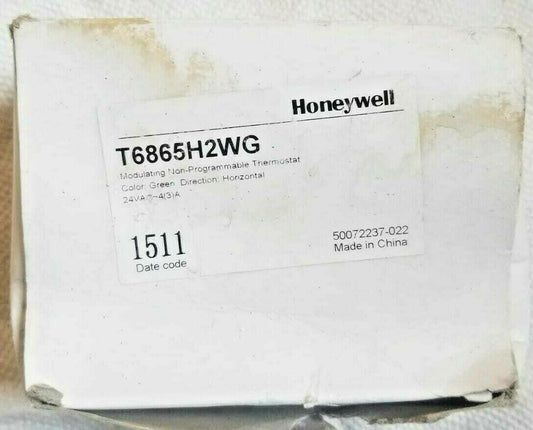 Honeywell
T6865H2WG
Modulating Non-Programmable Thermostat
Color: Green Direction: Horizontal
1511
Date code
50072237-022
Made in China